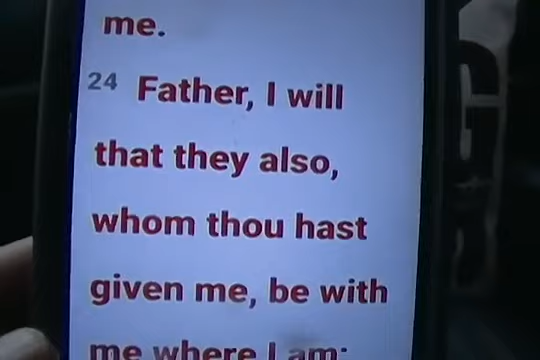 me.
24 Father, I will
that they also,
whom thou hast
given me, be with
me where I am;
G